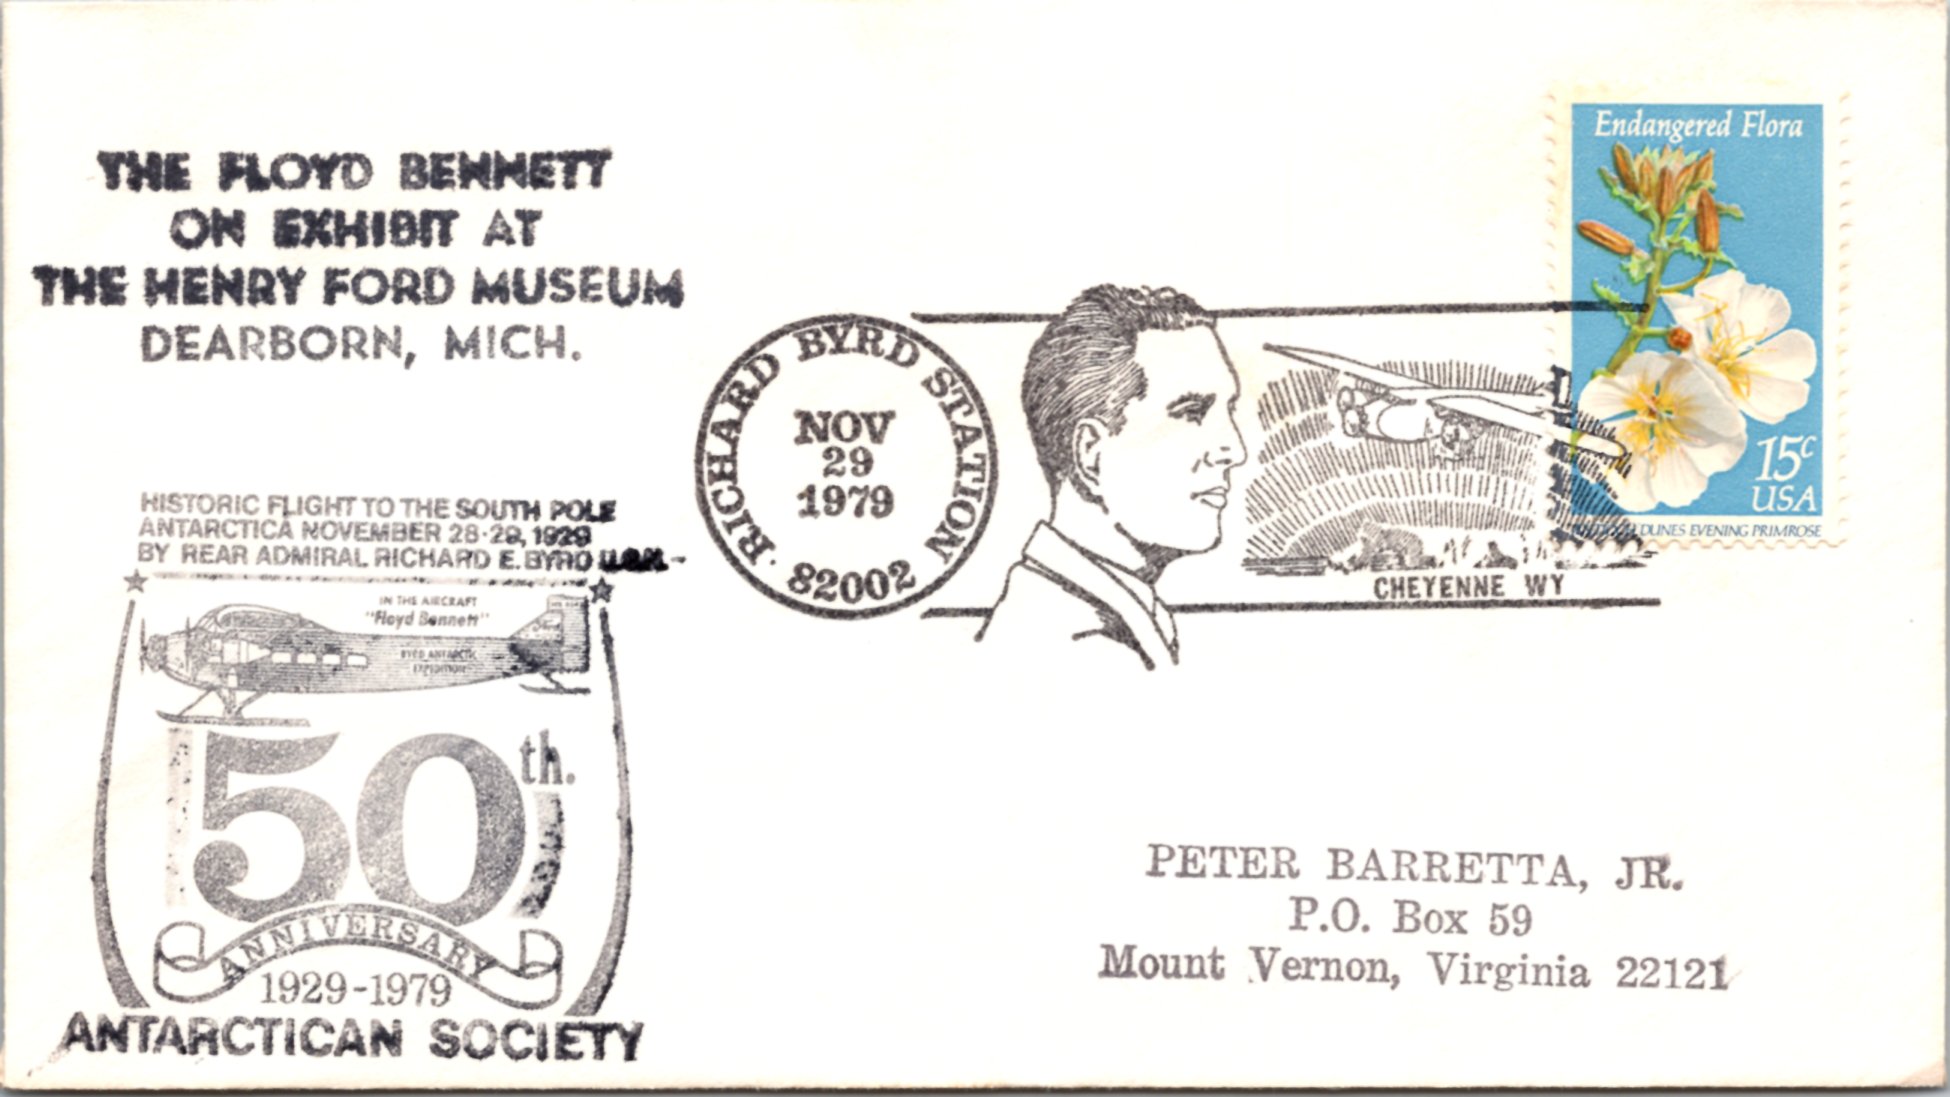 THE FLOYD BENNETT
ON EXHIBIT AT
THE HENRY FORD MUSEUM
DEARBORN, MICH.
HISTORIC FLIGHT TO THE SOUTH POLE
ANTARCTICA NOVEMBER 28-29, 1929
BY REAR ADMIRAL RICHARD E. BYRD U.S.N.
IN THE AIRCRAFT
"Floyd Bennett"
BYRD ANTARCTIC
EXPEDITION
50th.
ANNIVERSARY
1929-1979
ANTARCTICAN SOCIETY
RICHARD BYRD STATION
NOV
29
1979
82002
CHEYENNE WY
Endangered Flora
15c
USA
DUNES EVENING PRIMROSE
PETER BARRETTA, JR.
P.O. Box 59
Mount Vernon, Virginia 22121